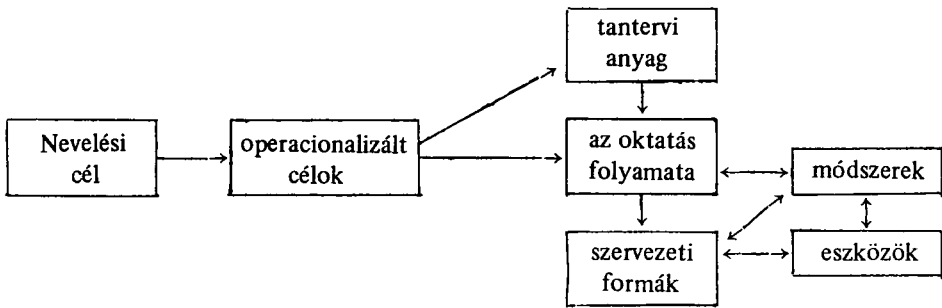 tantervi
anyag
Nevelési
cél
operacionalizált
célok
az oktatás
folyamata
módszerek
szervezeti
formák
eszközök